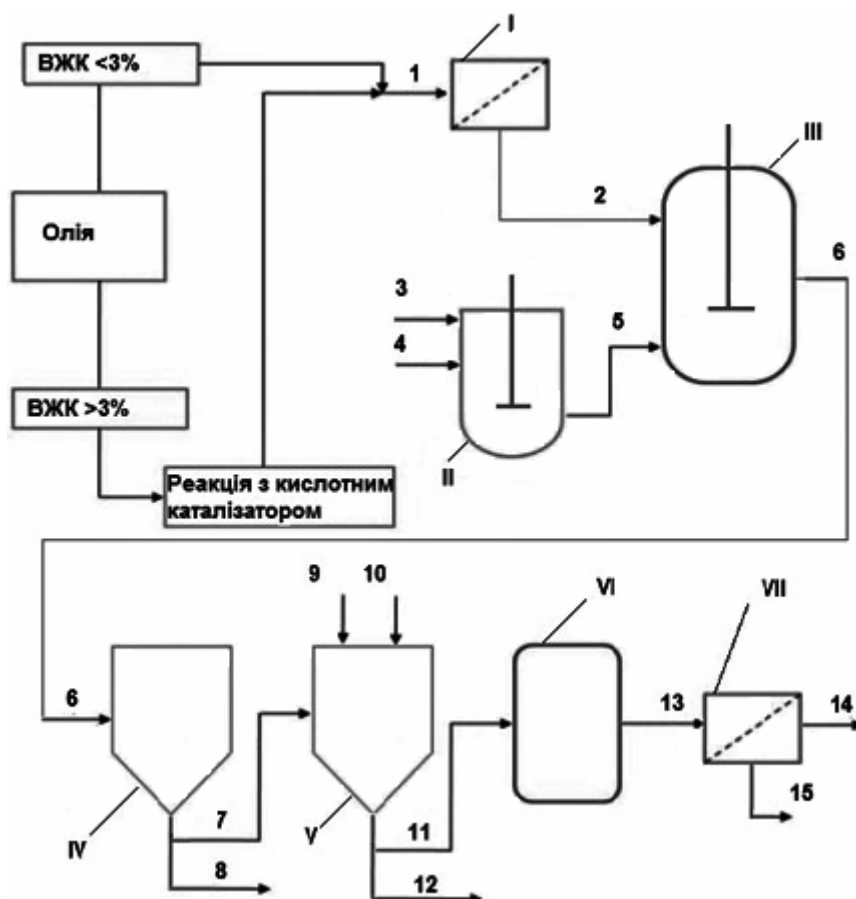 ВЖК <3%
1
I
Олія
2
III
6
3
4
5
ВЖК >3%
II
Реакція з кислотним
каталізатором
9
10
VI
VII
6
13
14
15
IV
7
V
11
8
12